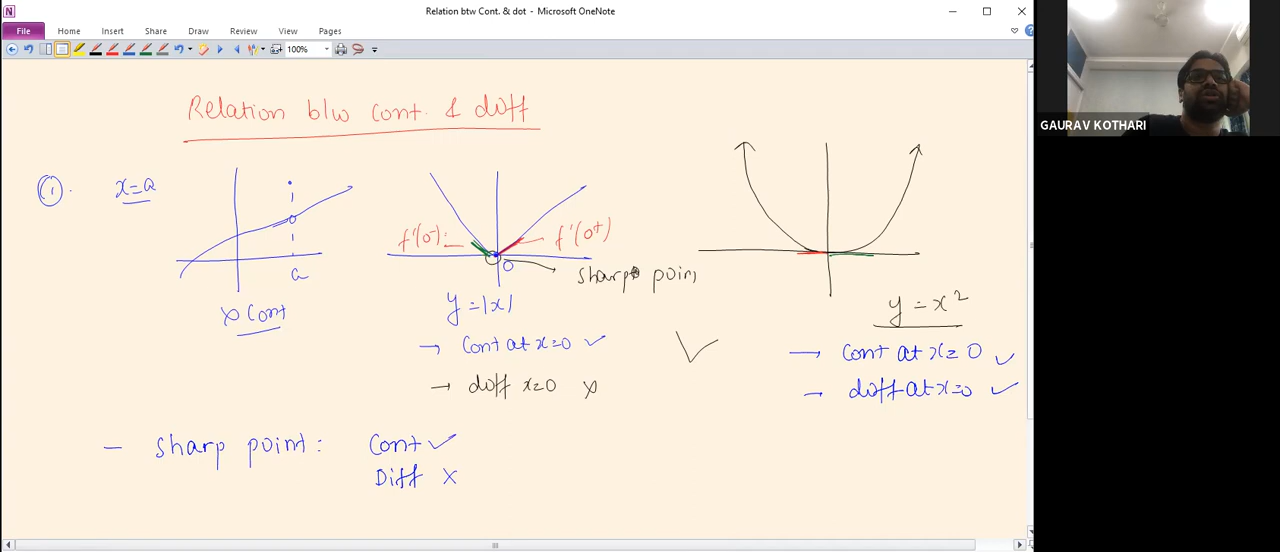 Relation btw Cont. & dot - Microsoft OneNote
File Home Insert Share Draw Review View Pages
100%
GAURAV KOTHARI
Relation b/w cont. & diff
① x=a
a
x Cont
f'(0-): f'(0+)
0
sharp point
y = |x|
→ Cont at x=0 ✓
→ diff x=0 x
y = x²
→ Cont at x=0 ✓
→ diff at x=0 ✓
- sharp point: Cont ✓
Diff x